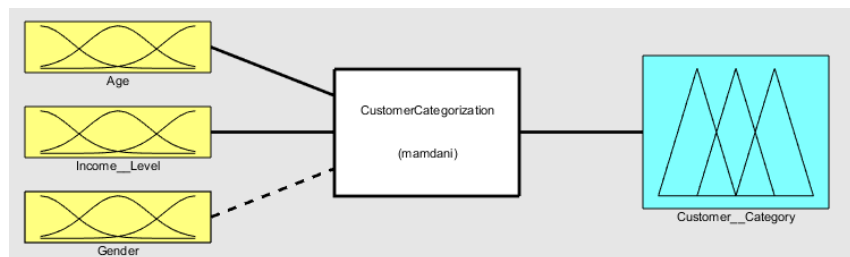 Age
Income__Level
Gender
CustomerCategorization
(mamdani)
Customer__Category